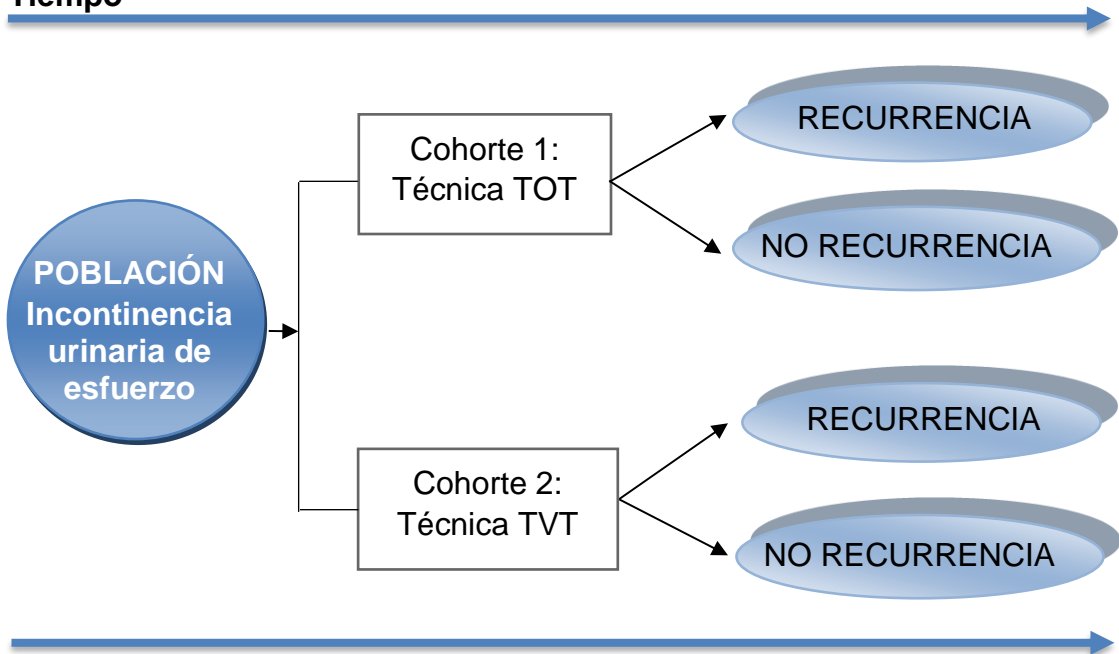 Tiempo
RECURRENCIA
Cohorte 1:
Técnica TOT
NO RECURRENCIA
POBLACIÓN
Incontinencia
urinaria de
esfuerzo
RECURRENCIA
Cohorte 2:
Técnica TVT
NO RECURRENCIA